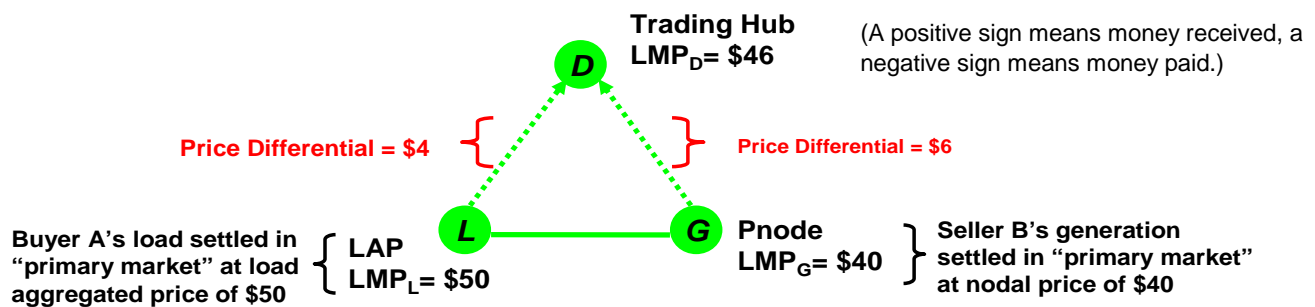 Trading Hub
LMPD= $46
(A positive sign means money received, a
negative sign means money paid.)
D
Price Differential = $4
Price Differential = $6
L
G
Buyer A's load settled in
“primary market” at load
aggregated price of $50
LAP
LMPL= $50
Pnode
LMPG= $40
Seller B's generation
settled in “primary market”
at nodal price of $40